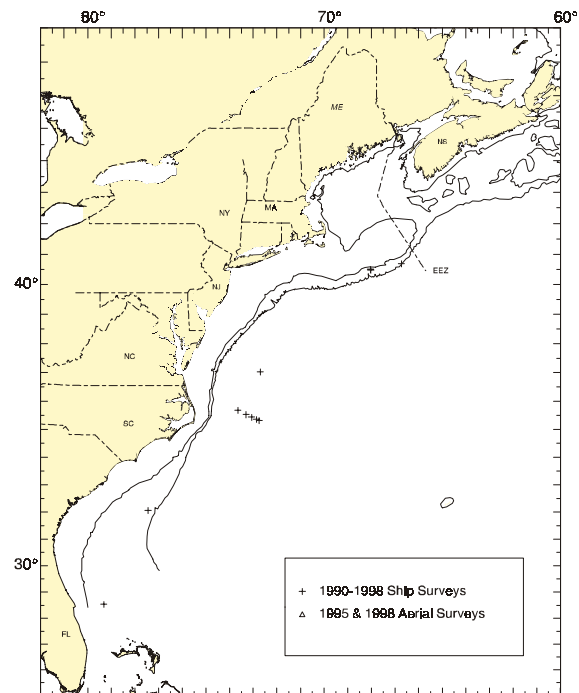 80° 70° 60°
ME
NS
NY MA
EEZ
NJ
40°
NC
SC
30°
+ 1990-1998 Ship Surveys
△ 1995 & 1998 Aerial Surveys
FL